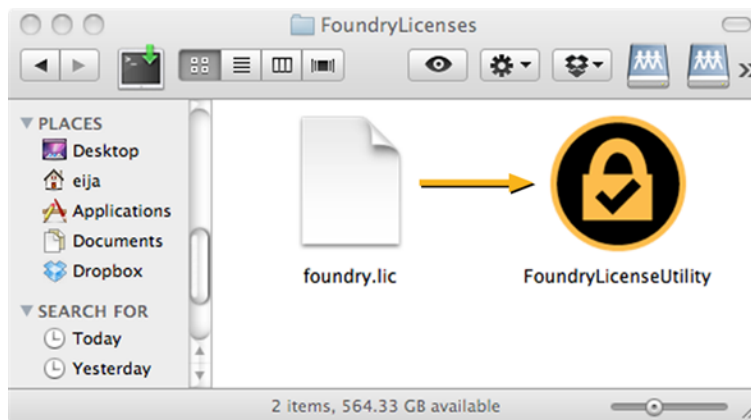 FoundryLicenses
PLACES
Desktop
eija
Applications
Documents
Dropbox
SEARCH FOR
Today
Yesterday
foundry.lic
FoundryLicenseUtility
2 items, 564.33 GB available